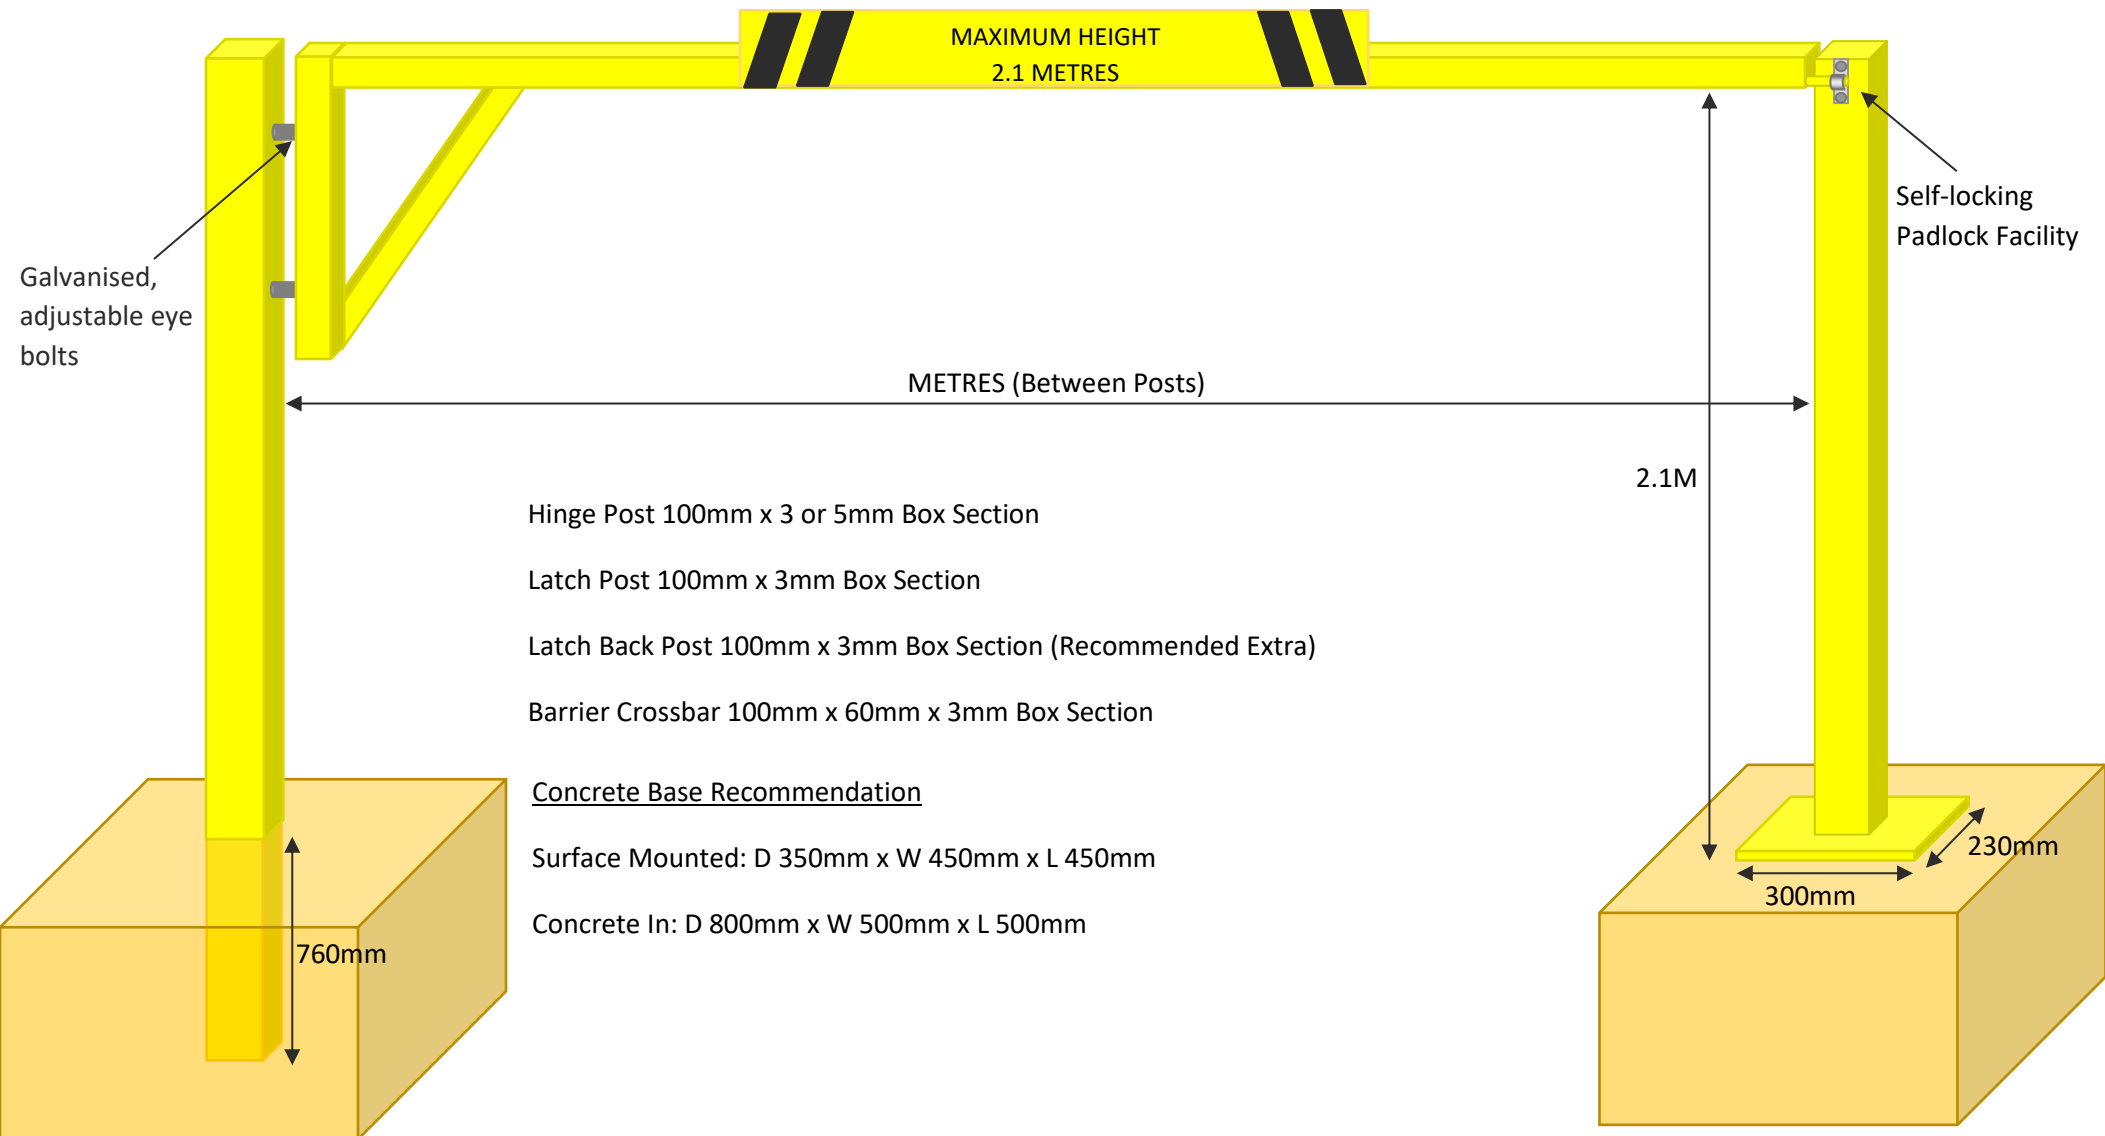 MAXIMUM HEIGHT
2.1 METRES
Self-locking
Padlock Facility
Galvanised,
adjustable eye
bolts
METRES (Between Posts)
2.1M
Hinge Post 100mm x 3 or 5mm Box Section
Latch Post 100mm x 3mm Box Section
Latch Back Post 100mm x 3mm Box Section (Recommended Extra)
Barrier Crossbar 100mm x 60mm x 3mm Box Section
Concrete Base Recommendation
Surface Mounted: D 350mm x W 450mm x L 450mm
Concrete In: D 800mm x W 500mm x L 500mm
230mm
300mm
760mm